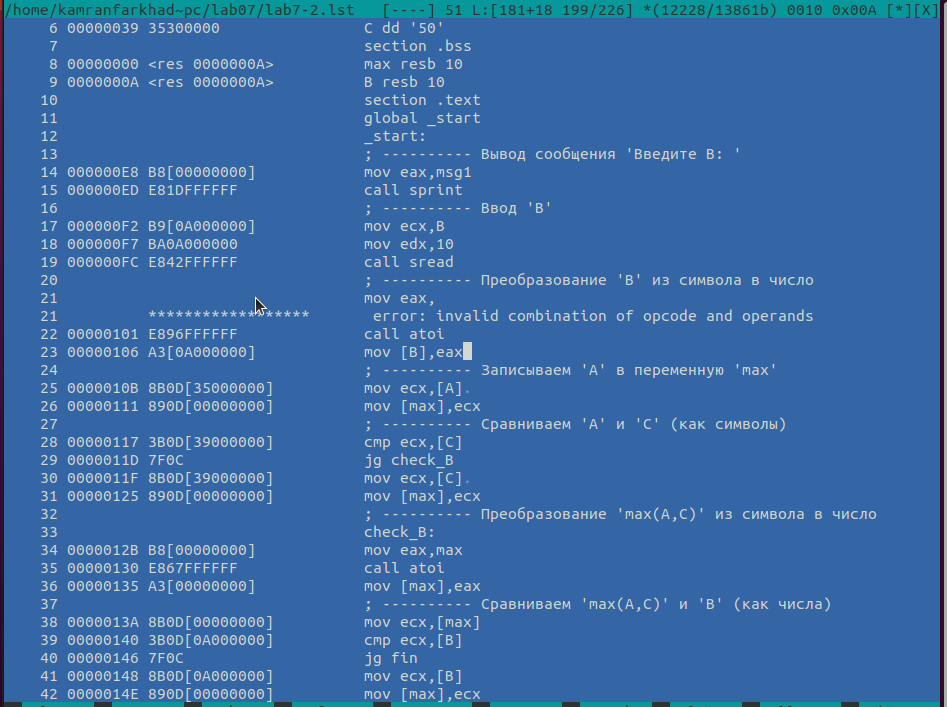 /home/kamranfarkhad~pc/lab07/lab7-2.lst [----] 51 L:[181+18 199/226] *(12228/13861b) 0010 0x00A [*][X]
6 00000039 35300000 C dd '50'
7 section .bss
8 00000000 <res 0000000A> max resb 10
9 0000000A <res 0000000A> B resb 10
10 section .text
11 global _start
12 _start:
13 ; ---------- Вывод сообщения 'Введите B: '
14 000000E8 B8[00000000] mov eax,msg1
15 000000ED E81DFFFFFF call sprint
16 ; ---------- Ввод 'B'
17 000000F2 B9[0A000000] mov ecx,B
18 000000F7 BA0A000000 mov edx,10
19 000000FC E842FFFFFF call sread
20 ; ---------- Преобразование 'B' из символа в число
21 mov eax,
21 ****************** error: invalid combination of opcode and operands
22 00000101 E896FFFFFF call atoi
23 00000106 A3[0A000000] mov [B],eax
24 ; ---------- Записываем 'A' в переменную 'max'
25 0000010B 8B0D[35000000] mov ecx,[A].
26 00000111 890D[00000000] mov [max],ecx
27 ; ---------- Сравниваем 'A' и 'C' (как символы)
28 00000117 3B0D[39000000] cmp ecx,[C]
29 0000011D 7F0C jg check_B
30 0000011F 8B0D[39000000] mov ecx,[C].
31 00000125 890D[00000000] mov [max],ecx
32 ; ---------- Преобразование 'max(A,C)' из символа в число
33 check_B:
34 0000012B B8[00000000] mov eax,max
35 00000130 E867FFFFFF call atoi
36 00000135 A3[00000000] mov [max],eax
37 ; ---------- Сравниваем 'max(A,C)' и 'B' (как числа)
38 0000013A 8B0D[00000000] mov ecx,[max]
39 00000140 3B0D[0A000000] cmp ecx,[B]
40 00000146 7F0C jg fin
41 00000148 8B0D[0A000000] mov ecx,[B]
42 0000014E 890D[00000000] mov [max],ecx